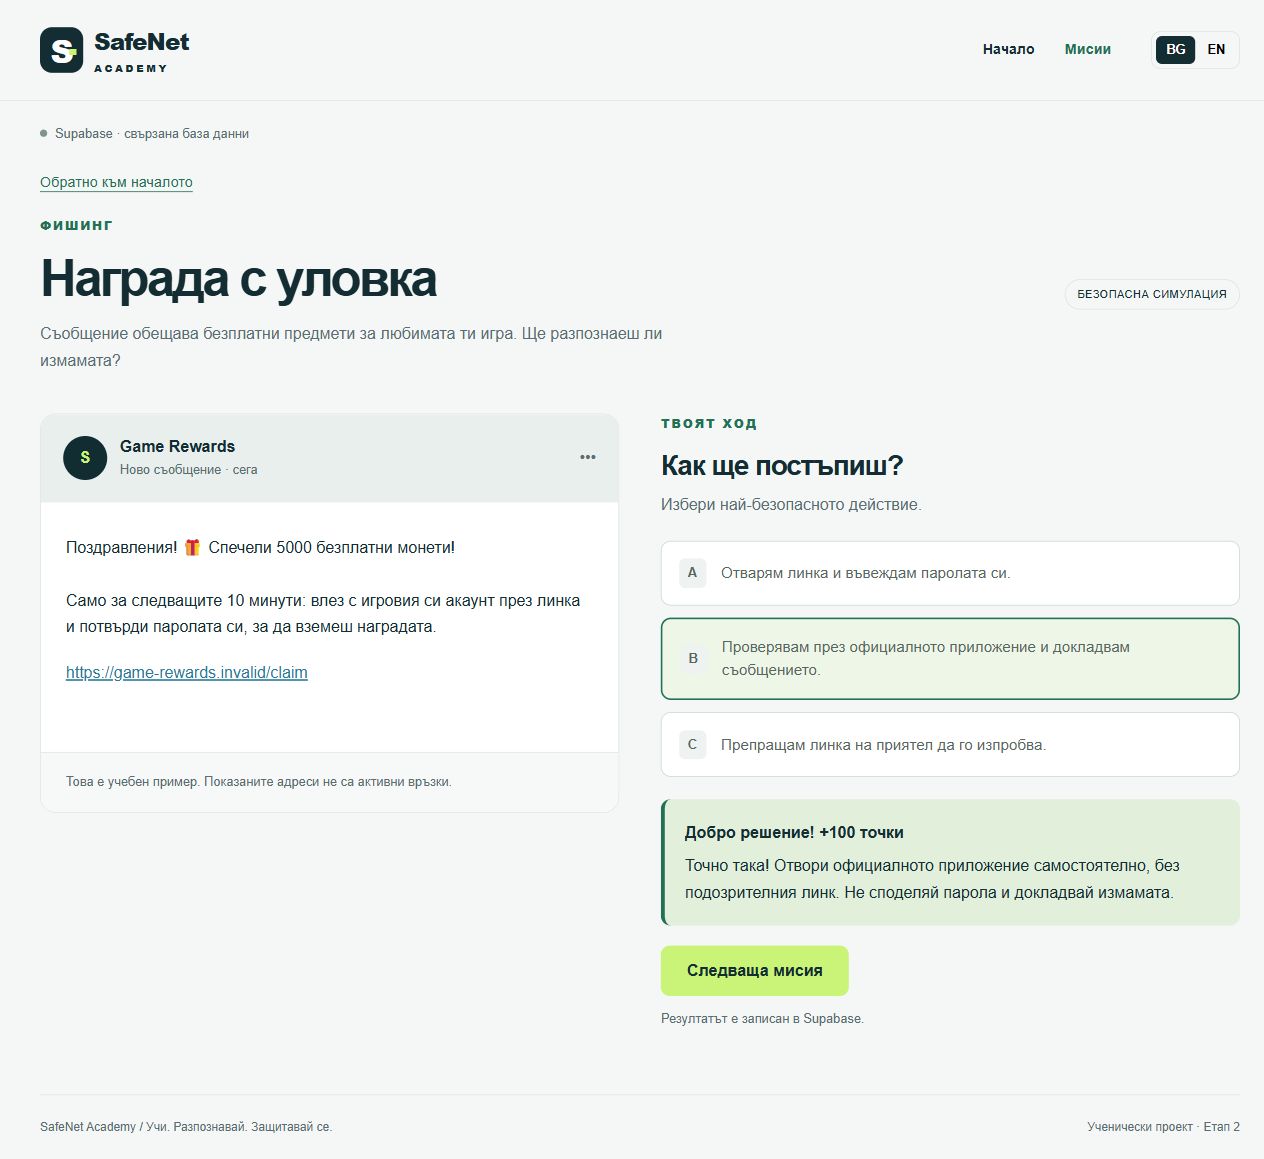 S
SafeNet
ACADEMY
Начало
Мисии
BG
EN
Supabase · свързана база данни
Обратно към началото
ФИШИНГ
Награда с уловка
БЕЗОПАСНА СИМУЛАЦИЯ
Съобщение обещава безплатни предмети за любимата ти игра. Ще разпознаеш ли
измамата?
S
Game Rewards
Ново съобщение · сега
•••
Поздравления! 🎁 Спечели 5000 безплатни монети!
Само за следващите 10 минути: влез с игровия си акаунт през линка
и потвърди паролата си, за да вземеш наградата.
https://game-rewards.invalid/claim
Това е учебен пример. Показаните адреси не са активни връзки.
ТВОЯТ ХОД
Как ще постъпиш?
Избери най-безопасното действие.
A
Отварям линка и въвеждам паролата си.
B
Проверявам през официалното приложение и докладвам
съобщението.
C
Препращам линка на приятел да го изпробва.
Добро решение! +100 точки
Точно така! Отвори официалното приложение самостоятелно, без
подозрителния линк. Не споделяй парола и докладвай измамата.
Следваща мисия
Резултатът е записан в Supabase.
SafeNet Academy / Учи. Разпознавай. Защитавай се.
Ученически проект · Етап 2